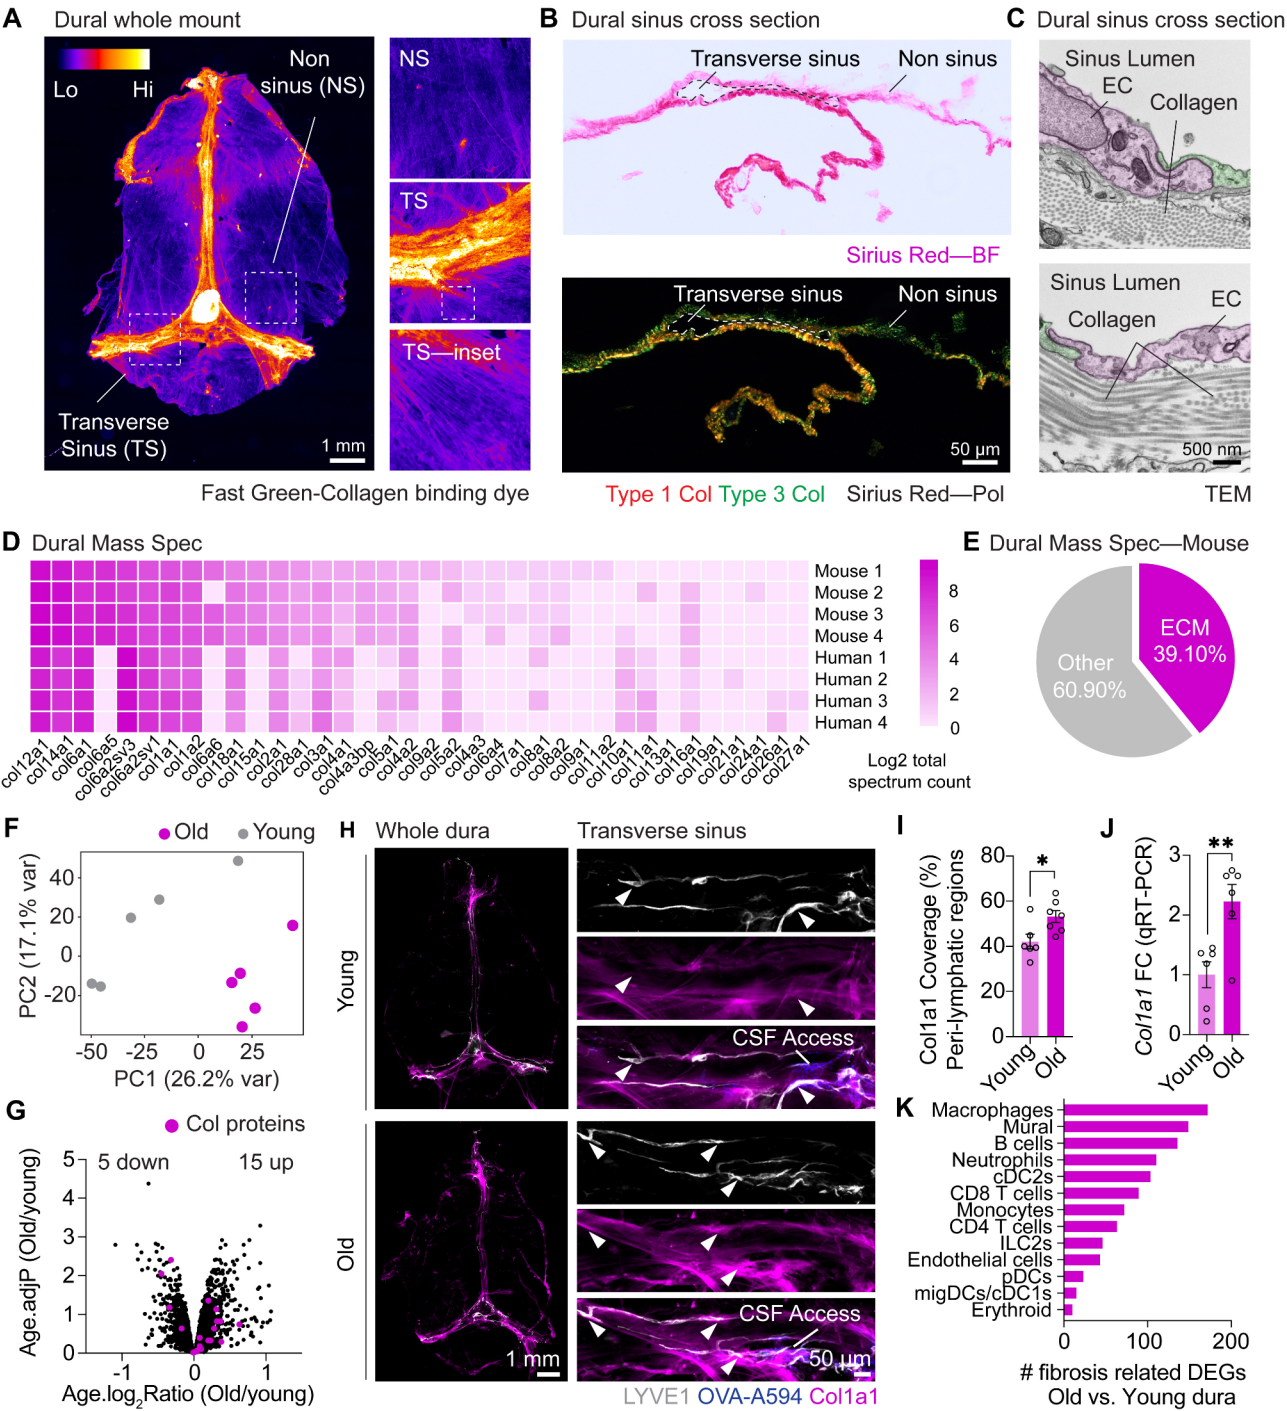 A Dural whole mount
Lo Hi
Non
sinus (NS)
Transverse
Sinus (TS)
1 mm
NS
TS
TS—inset
Fast Green-Collagen binding dye
B Dural sinus cross section
Transverse sinus Non sinus
Sirius Red—BF
Transverse sinus Non sinus
50 µm
Type 1 Col Type 3 Col Sirius Red—Pol
C Dural sinus cross section
Sinus Lumen
EC
Collagen
Sinus Lumen
EC
Collagen
500 nm
TEM
D Dural Mass Spec
Mouse 1
Mouse 2
Mouse 3
Mouse 4
Human 1
Human 2
Human 3
Human 4
col12a1
col14a1
col6a1
col6a5
col6a2sv3
col6a2sv1
col1a1
col1a2
col6a6
col18a1
col15a1
col2a1
col28a1
col3a1
col4a1
col4a3bp
col5a1
col4a2
col9a2
col5a2
col4a3
col6a4
col7a1
col8a1
col8a2
col9a1
col11a2
col10a1
col11a1
col13a1
col16a1
col19a1
col21a1
col24a1
col26a1
col27a1
8
6
4
2
0
Log2 total
spectrum count
E Dural Mass Spec—Mouse
ECM
39.10%
Other
60.90%
F
Old Young
PC2 (17.1% var)
40
20
0
-20
-50 -25 0 25
PC1 (26.2% var)
G
Col proteins
5 down 15 up
Age.adjP (Old/young)
5
4
3
2
1
0
-1 0 1
Age.log2Ratio (Old/young)
H Whole dura Transverse sinus
Young
CSF Access
Old
CSF Access
1 mm
50 µm
LYVE1 OVA-A594 Col1a1
I
Col1a1 Coverage (%)
Peri-lymphatic regions
80
60
40
20
0
*
Young
Old
J
Col1a1 FC (qRT-PCR)
3
2
1
0
**
Young
Old
K
Macrophages
Mural
B cells
Neutrophils
cDC2s
CD8 T cells
Monocytes
CD4 T cells
ILC2s
Endothelial cells
pDCs
migDCs/cDC1s
Erythroid
0 100 200
# fibrosis related DEGs
Old vs. Young dura